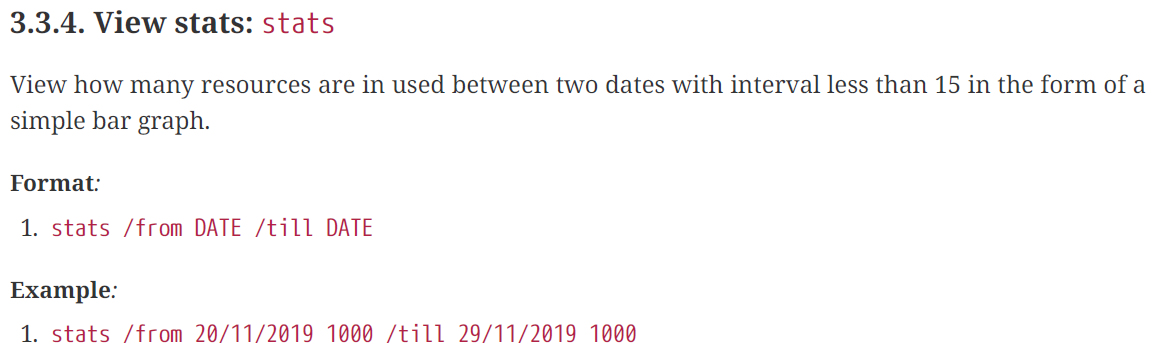 3.3.4. View stats: stats
View how many resources are in used between two dates with interval less than 15 in the form of a
simple bar graph.
Format:
1. stats /from DATE /till DATE
Example:
1. stats /from 20/11/2019 1000 /till 29/11/2019 1000